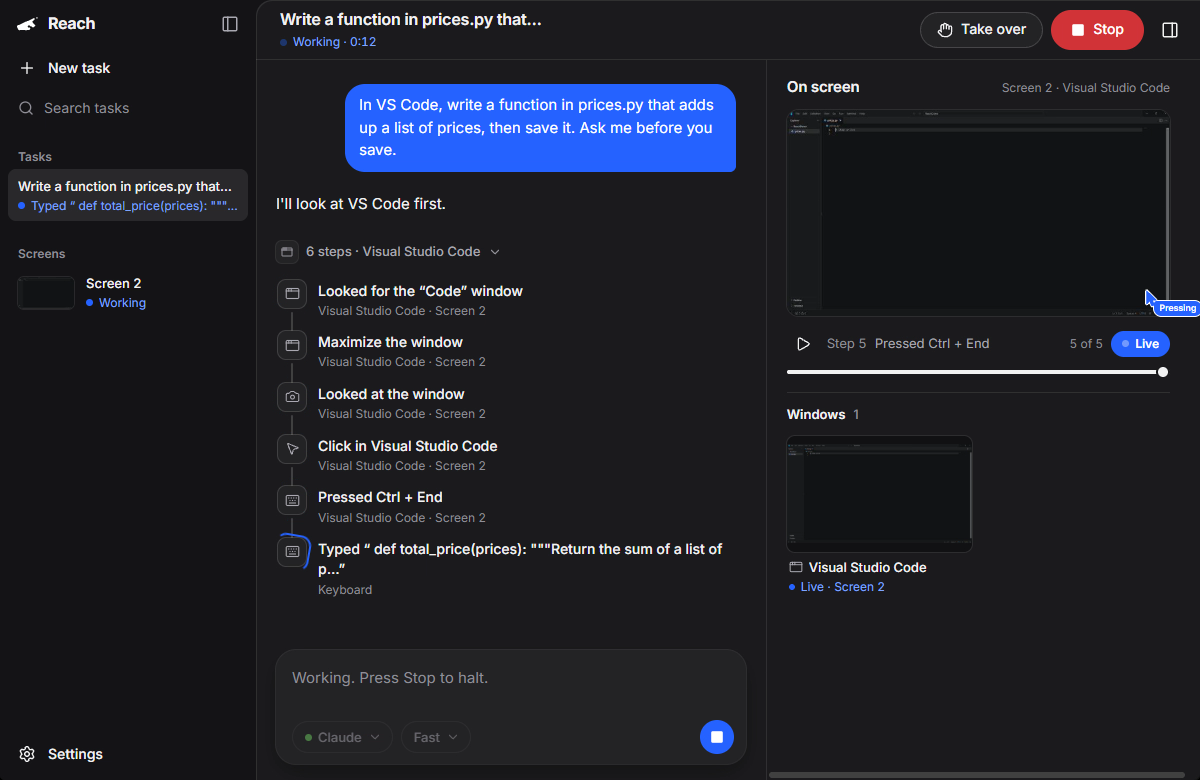 Reach
New task
Search tasks
Tasks
Write a function in prices.py that...
Typed “ def total_price(prices): """...
Screens
Screen 2
Working
Settings
Write a function in prices.py that...
Working · 0:12
Take over
Stop
In VS Code, write a function in prices.py that adds
up a list of prices, then save it. Ask me before you
save.
I'll look at VS Code first.
6 steps · Visual Studio Code
Looked for the “Code” window
Visual Studio Code · Screen 2
Maximize the window
Visual Studio Code · Screen 2
Looked at the window
Visual Studio Code · Screen 2
Click in Visual Studio Code
Visual Studio Code · Screen 2
Pressed Ctrl + End
Visual Studio Code · Screen 2
Typed “ def total_price(prices): """Return the sum of a list of
p...”
Keyboard
Working. Press Stop to halt.
Claude
Fast
On screen
Screen 2 · Visual Studio Code
Pressing
Step 5 Pressed Ctrl + End
5 of 5
Live
Windows 1
Visual Studio Code
Live · Screen 2